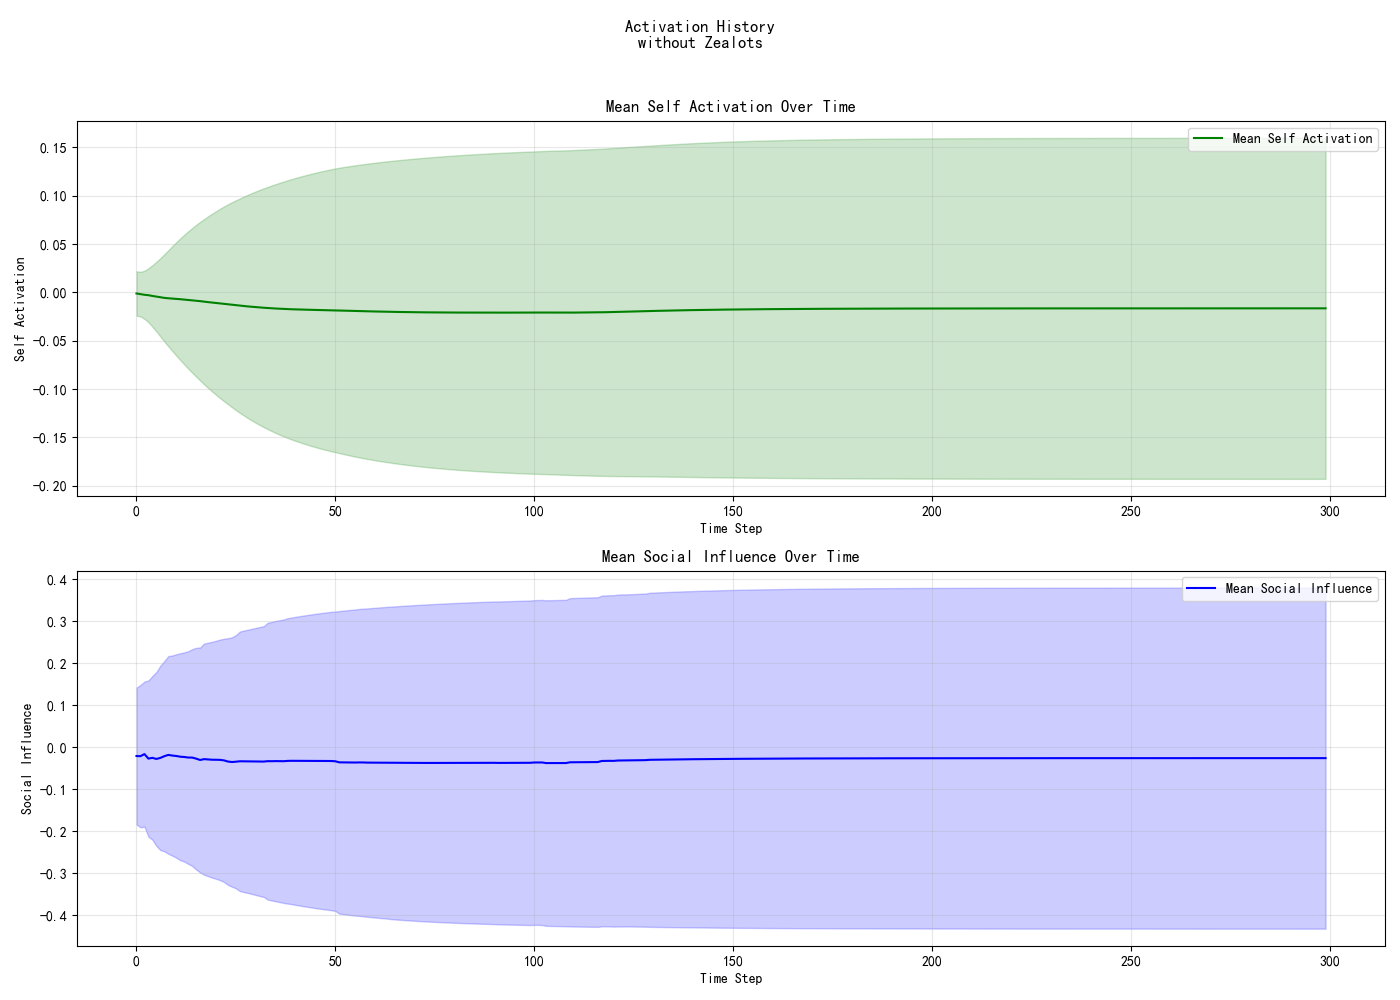 Activation History
without Zealots
Mean Self Activation Over Time
Mean Self Activation
Self Activation
0.15
0.10
0.05
0.00
−0.05
−0.10
−0.15
−0.20
0 50 100 150 200 250 300
Time Step
Mean Social Influence Over Time
Mean Social Influence
Social Influence
0.4
0.3
0.2
0.1
0.0
−0.1
−0.2
−0.3
−0.4
0 50 100 150 200 250 300
Time Step